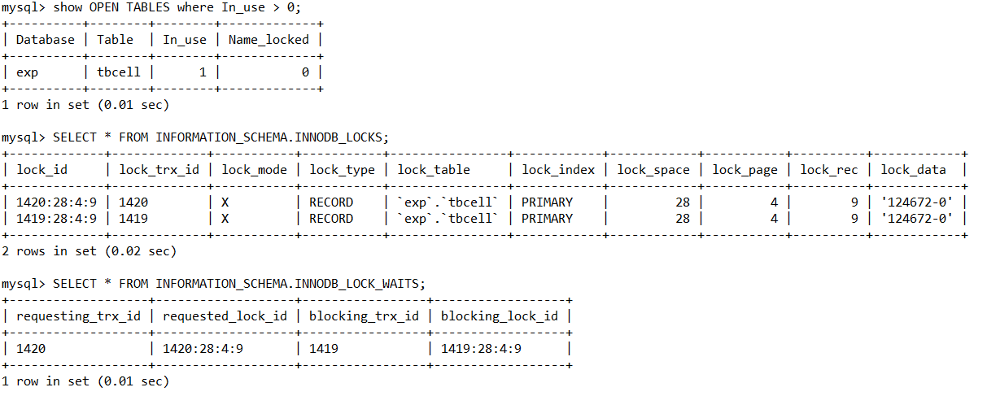 mysql> show OPEN TABLES where In_use > 0;
+----------+--------+--------+-------------+
| Database | Table  | In_use | Name_locked |
+----------+--------+--------+-------------+
| exp      | tbcell |      1 |           0 |
+----------+--------+--------+-------------+
1 row in set (0.01 sec)

mysql> SELECT * FROM INFORMATION_SCHEMA.INNODB_LOCKS;
+-------------+-------------+-----------+-----------+----------------+------------+------------+-----------+----------+------------+
| lock_id     | lock_trx_id | lock_mode | lock_type | lock_table     | lock_index | lock_space | lock_page | lock_rec | lock_data  |
+-------------+-------------+-----------+-----------+----------------+------------+------------+-----------+----------+------------+
| 1420:28:4:9 | 1420        | X         | RECORD    | `exp`.`tbcell` | PRIMARY    |         28 |         4 |        9 | '124672-0' |
| 1419:28:4:9 | 1419        | X         | RECORD    | `exp`.`tbcell` | PRIMARY    |         28 |         4 |        9 | '124672-0' |
+-------------+-------------+-----------+-----------+----------------+------------+------------+-----------+----------+------------+
2 rows in set (0.02 sec)

mysql> SELECT * FROM INFORMATION_SCHEMA.INNODB_LOCK_WAITS;
+-------------------+-------------------+-----------------+------------------+
| requesting_trx_id | requested_lock_id | blocking_trx_id | blocking_lock_id |
+-------------------+-------------------+-----------------+------------------+
| 1420              | 1420:28:4:9       | 1419            | 1419:28:4:9      |
+-------------------+-------------------+-----------------+------------------+
1 row in set (0.01 sec)